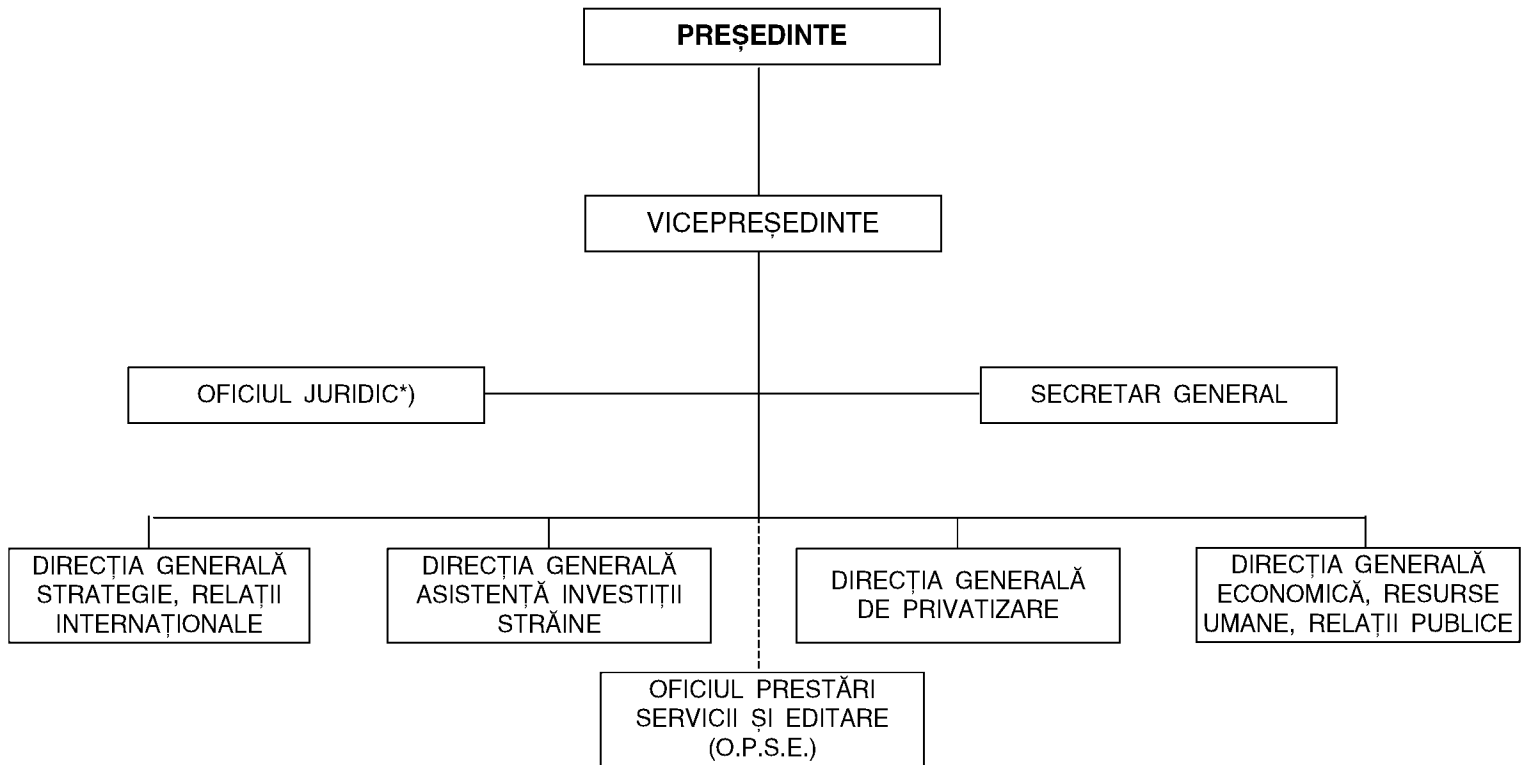 PREȘEDINTE
VICEPREȘEDINTE
OFICIUL JURIDIC*)
SECRETAR GENERAL
DIRECȚIA GENERALĂ
STRATEGIE, RELAȚII
INTERNAȚIONALE
DIRECȚIA GENERALĂ
ASISTENȚĂ INVESTIȚII
STRĂINE
DIRECȚIA GENERALĂ
DE PRIVATIZARE
DIRECȚIA GENERALĂ
ECONOMICĂ, RESURSE
UMANE, RELAȚII PUBLICE
OFICIUL PRESTĂRI
SERVICII ȘI EDITARE
(O.P.S.E.)